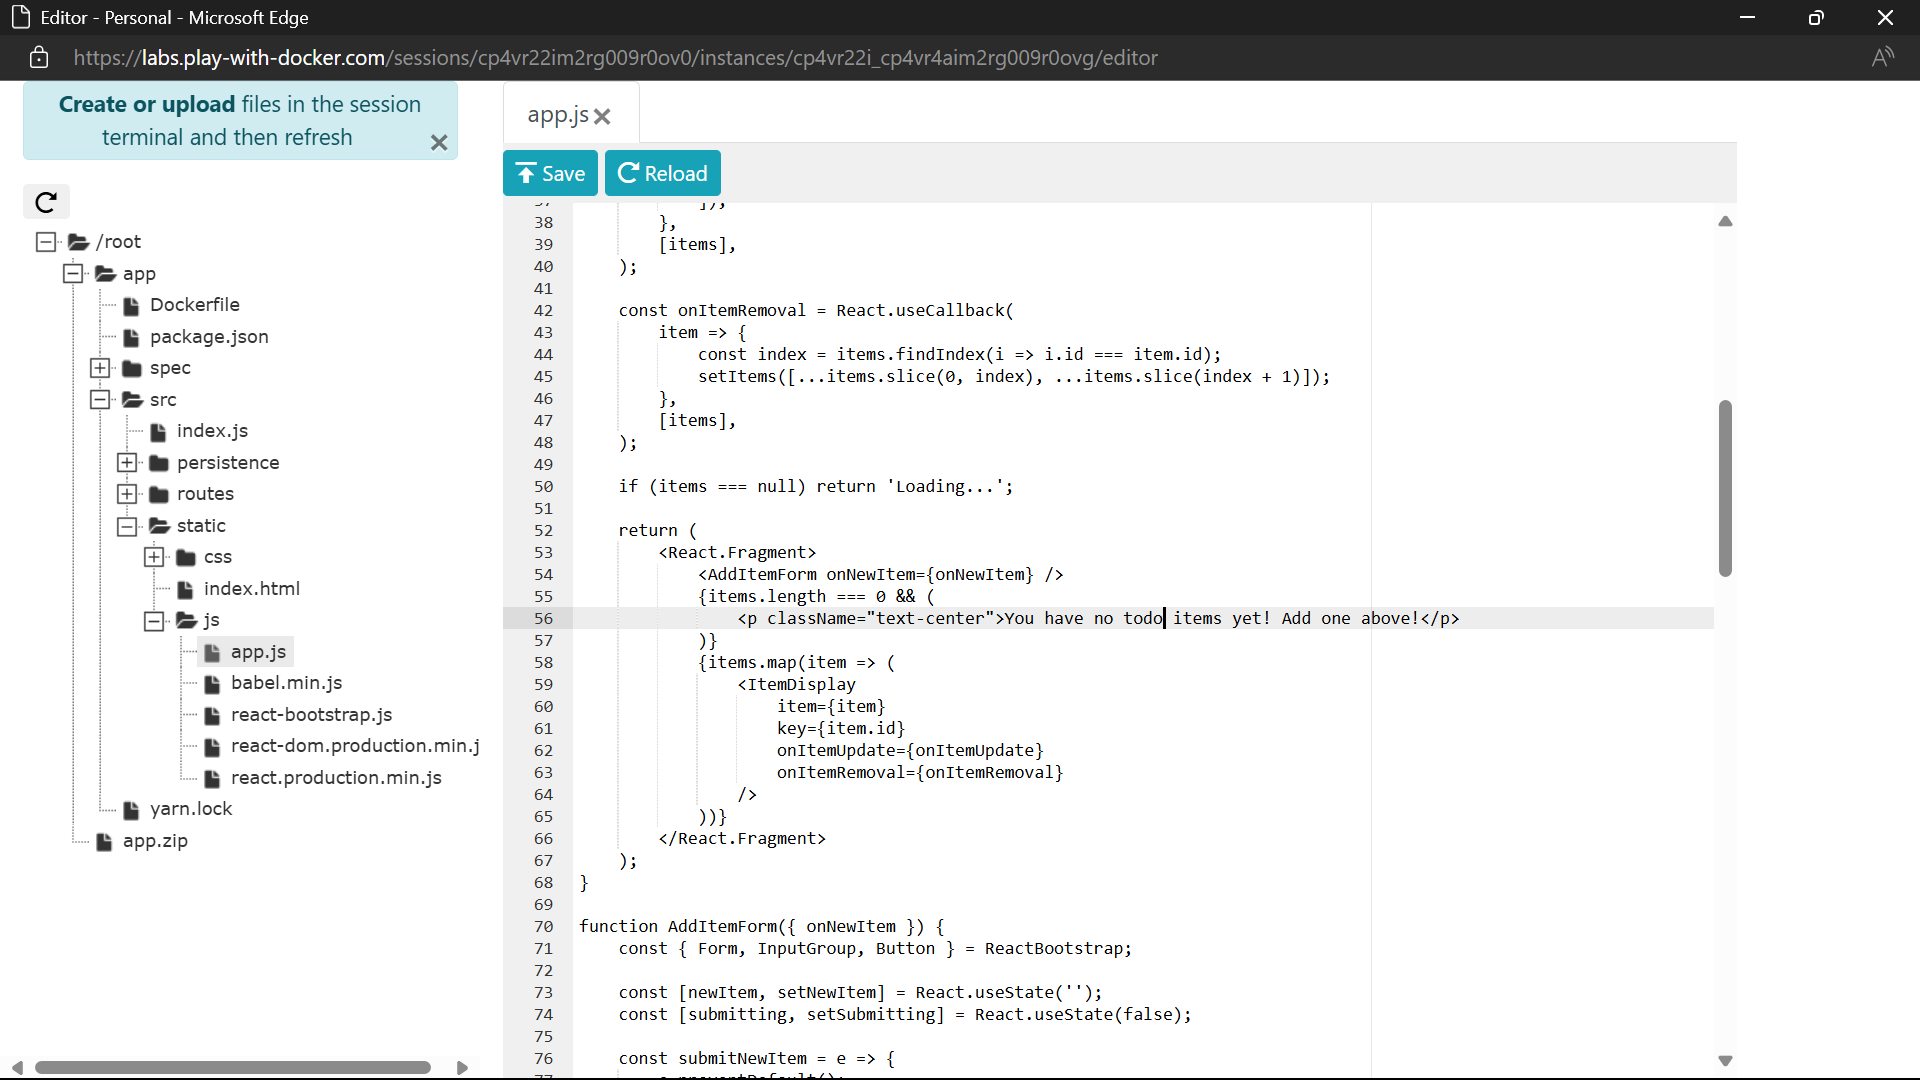 Editor - Personal - Microsoft Edge
https://labs.play-with-docker.com/sessions/cp4vr22im2rg009r0ov0/instances/cp4vr22i_cp4vr4aim2rg009r0ovg/editor
Create or upload files in the session
terminal and then refresh
/root
app
Dockerfile
package.json
spec
src
index.js
persistence
routes
static
css
index.html
js
app.js
babel.min.js
react-bootstrap.js
react-dom.production.min.j
react.production.min.js
yarn.lock
app.zip
app.js
Save Reload
38 },
39 [items],
40 );
41
42 const onItemRemoval = React.useCallback(
43 item => {
44 const index = items.findIndex(i => i.id === item.id);
45 setItems([...items.slice(0, index), ...items.slice(index + 1)]);
46 },
47 [items],
48 );
49
50 if (items === null) return 'Loading...';
51
52 return (
53 <React.Fragment>
54 <AddItemForm onNewItem={onNewItem} />
55 {items.length === 0 && (
56 <p className="text-center">You have no todo items yet! Add one above!</p>
57 )}
58 {items.map(item => (
59 <ItemDisplay
60 item={item}
61 key={item.id}
62 onItemUpdate={onItemUpdate}
63 onItemRemoval={onItemRemoval}
64 />
65 ))}
66 </React.Fragment>
67 );
68 }
69
70 function AddItemForm({ onNewItem }) {
71 const { Form, InputGroup, Button } = ReactBootstrap;
72
73 const [newItem, setNewItem] = React.useState('');
74 const [submitting, setSubmitting] = React.useState(false);
75
76 const submitNewItem = e => {